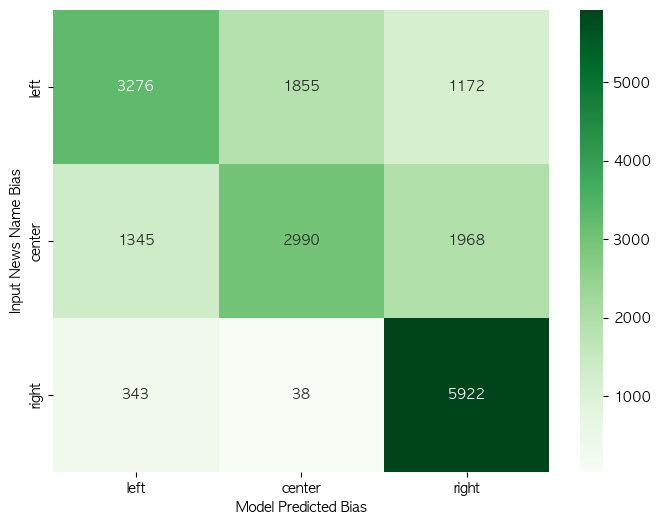 left
3276 1855 1172
center
1345 2990 1968
right
343 38 5922
left center right
Input News Name Bias
Model Predicted Bias
5000
4000
3000
2000
1000